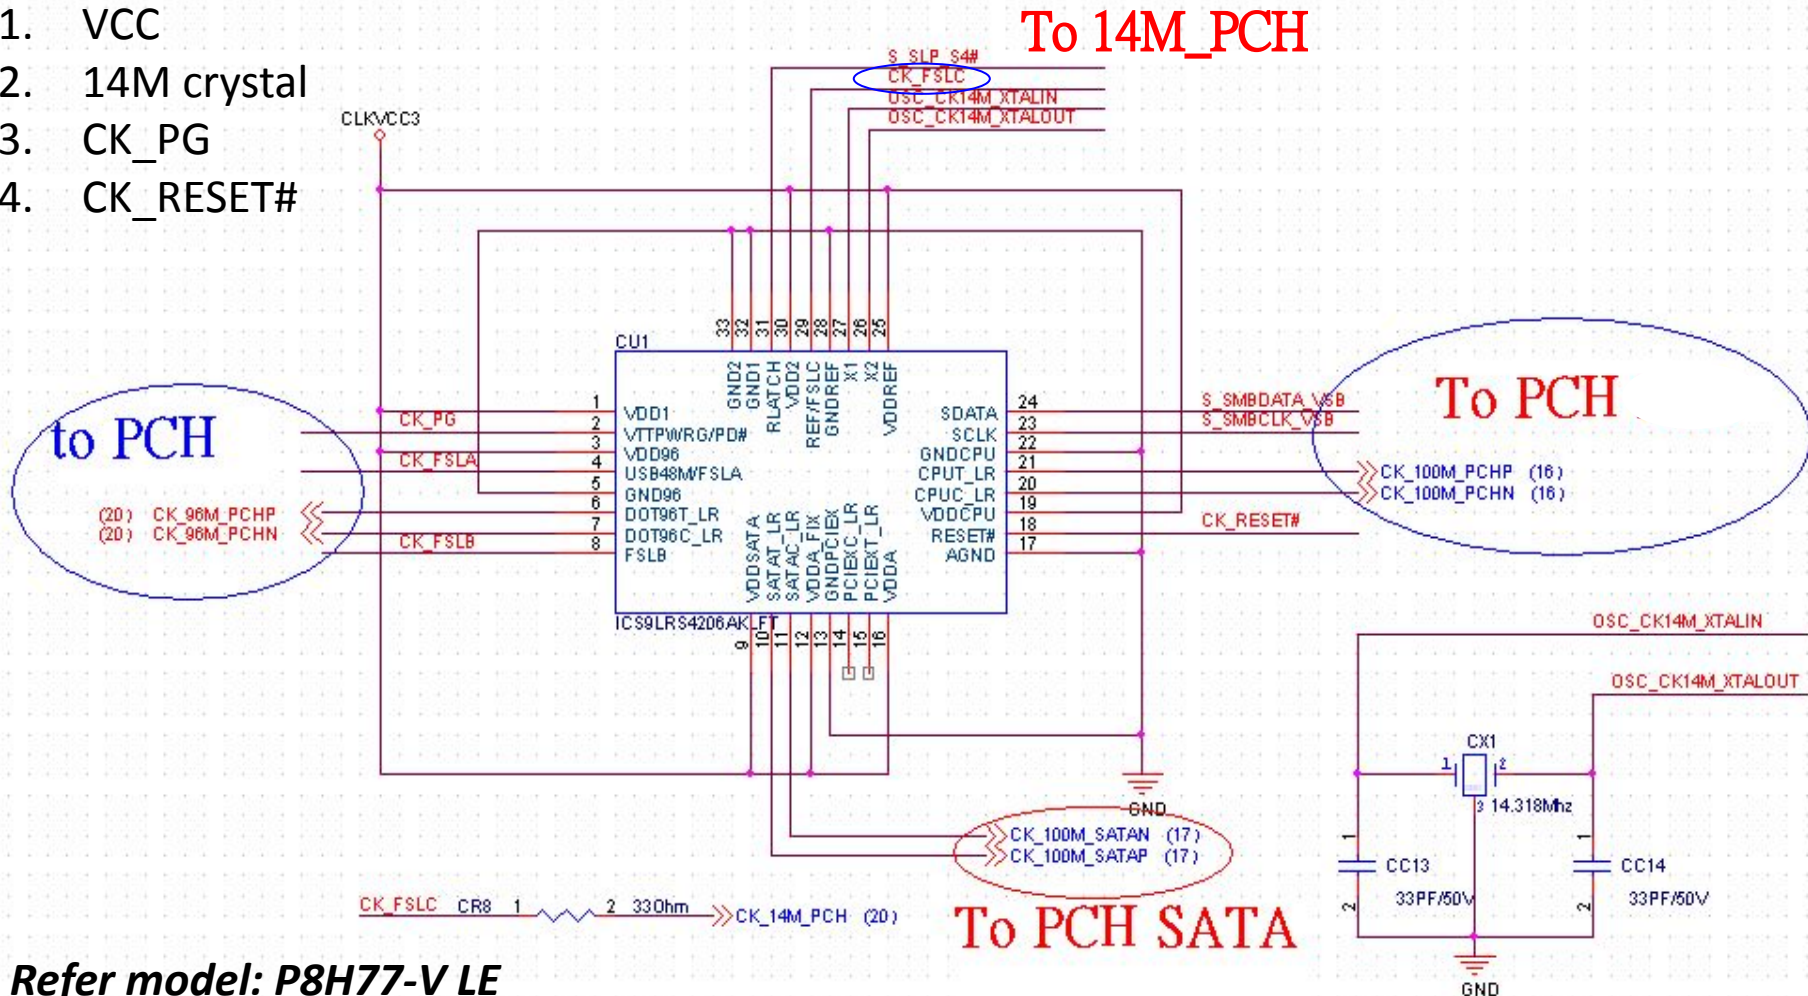 1. VCC
2. 14M crystal
3. CK_PG
4. CK_RESET#
To 14M_PCH
S_SLP_S4#
CK_FSLC
OSC_CK14M_XTALIN
OSC_CK14M_XTALOUT
CLKVCC3
33 32 31 30 29 28 27 26 25
CU1
GND2 GND1 RLATCH VDD2 REF/FSLC GNDREF X1 X2 VDDREF
to PCH
CK_PG
CK_FSLA
(20) CK_96M_PCHP
(20) CK_96M_PCHN
CK_FSLB
1 VDD1
2 VTTPWRG/PD#
3 VDD96
4 USB48M/FSLA
5 GND96
6 DOT96T_LR
7 DOT96C_LR
8 FSLB
SDATA 24
SCLK 23
GNDCPU 22
CPUT_LR 21
CPUC_LR 20
VDDCPU 19
RESET# 18
AGND 17
S_SMBDATA_VSB
S_SMBCLK_VSB
To PCH
CK_100M_PCHP (16)
CK_100M_PCHN (16)
CK_RESET#
VDDSATA SATAT_LR SATAC_LR VDDA_FIX GNDPCIEX PCIEXC_LR PCIEXT_LR VDDA
ICS9LRS4206AKLFT
9 10 11 12 13 14 15 16
GND
CK_100M_SATAN (17)
CK_100M_SATAP (17)
To PCH SATA
CK_FSLC CR8 1 2 33Ohm CK_14M_PCH (20)
OSC_CK14M_XTALIN
OSC_CK14M_XTALOUT
CX1
1 2
3 14.318Mhz
1 1
CC13 CC14
33PF/50V 33PF/50V
2 2
GND
Refer model: P8H77-V LE